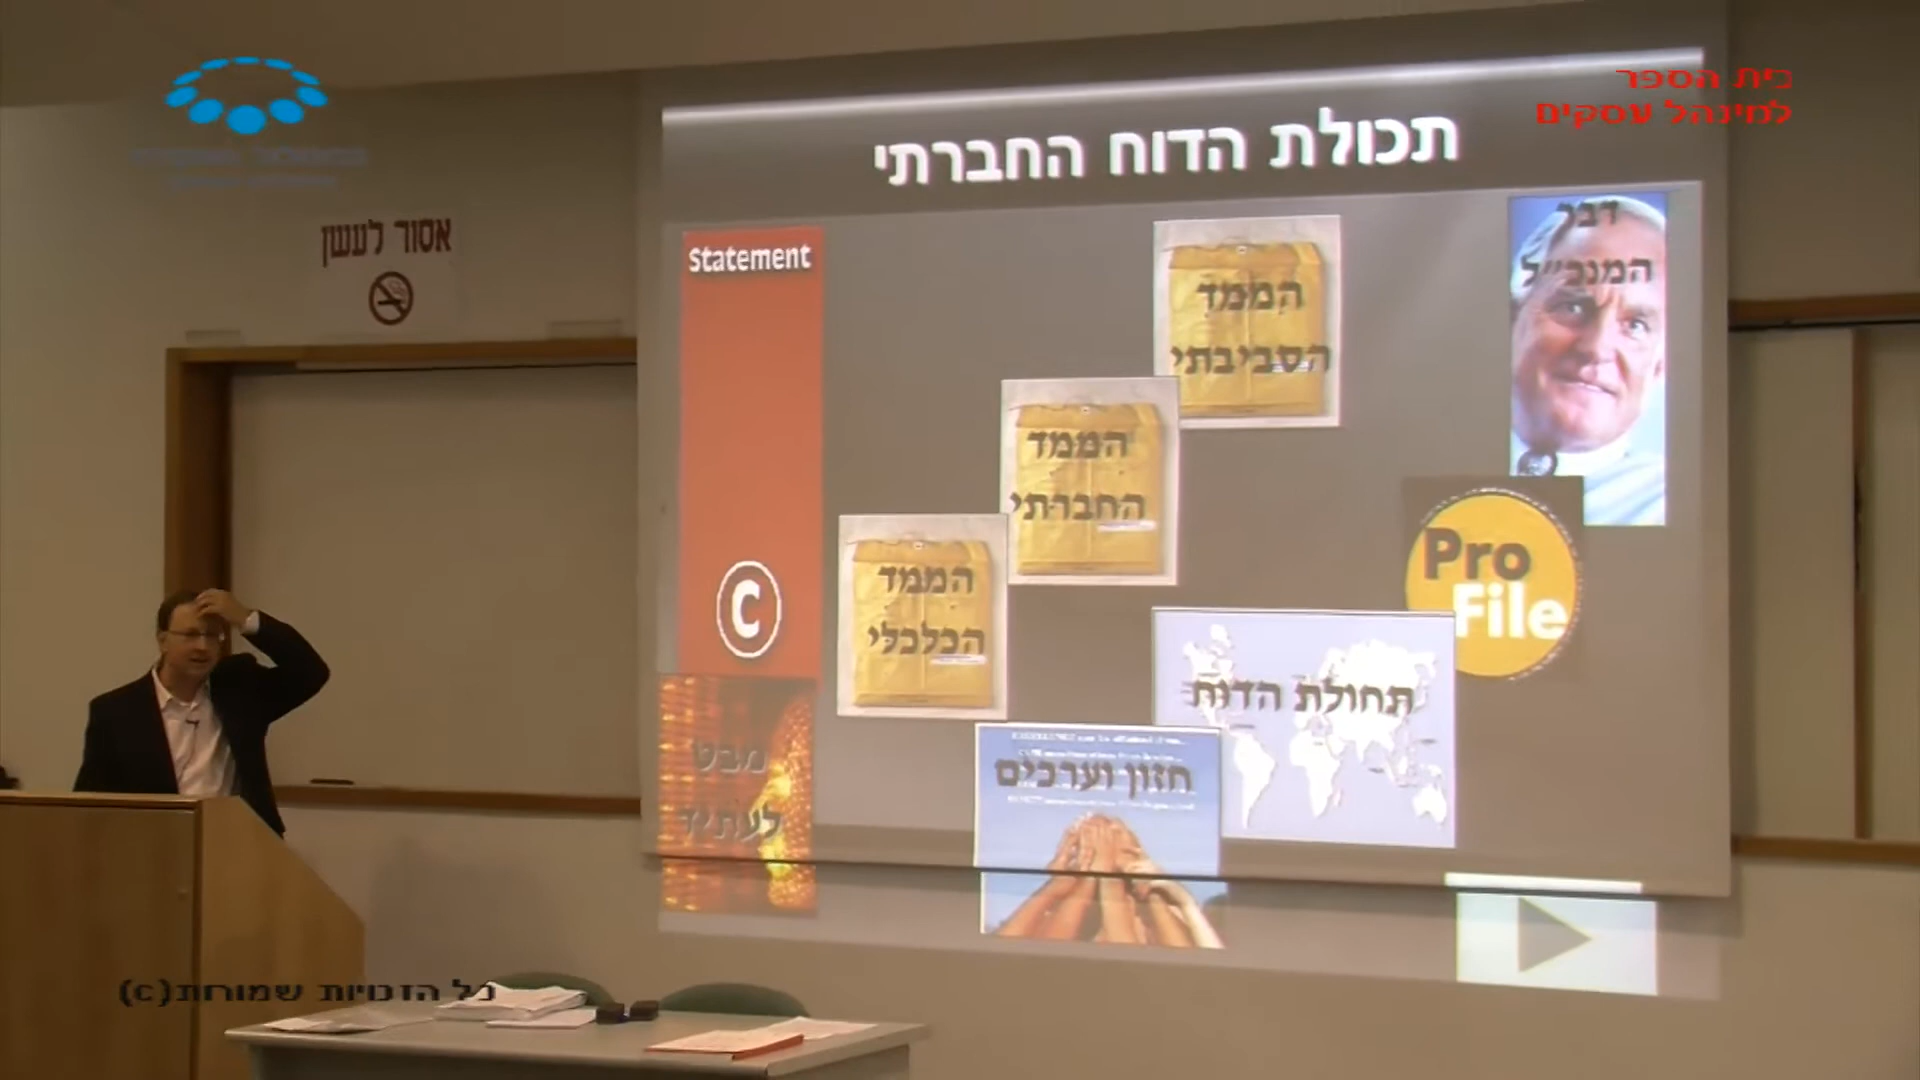 בית הספר
למינהל עסקים
אסור לעשן
תכולת הדוח החברתי
דבר
המנכ"ל
Pro
File
תחולת הדוח
חזון וערכים
הממד
הסביבתי
הממד
החברתי
הממד
הכלכלי
Statement
C
מבט
לעתיד
כל הזכויות שמורות(c)